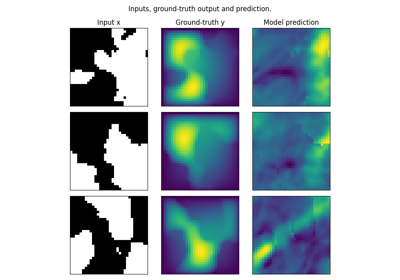 Inputs, ground-truth output and prediction.
Input x
Ground-truth y
Model prediction